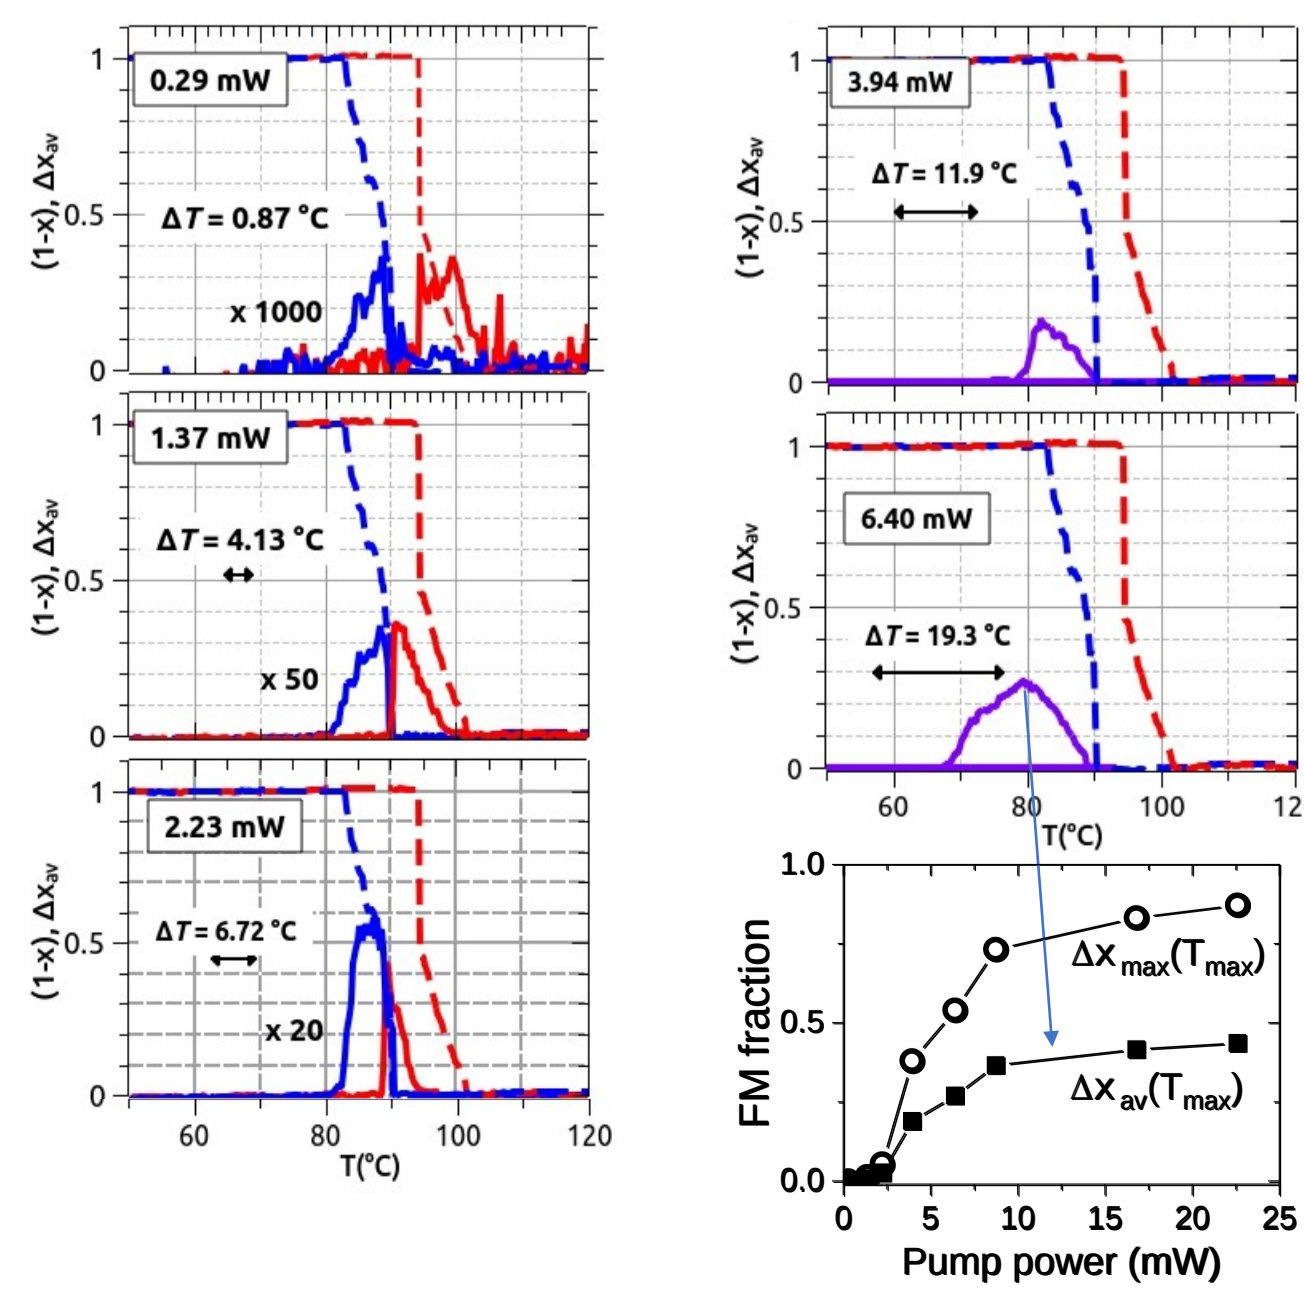 1
0.29 mW
(1-x), Δx_av
ΔT = 0.87 °C
0.5
x 1000
0
1
1.37 mW
(1-x), Δx_av
ΔT = 4.13 °C
0.5
x 50
0
1
2.23 mW
(1-x), Δx_av
ΔT = 6.72 °C
0.5
x 20
0
60 80 100 120
T(°C)
1
3.94 mW
(1-x), Δx_av
ΔT = 11.9 °C
0.5
0
1
6.40 mW
(1-x), Δx_av
0.5
ΔT = 19.3 °C
0
60 80 100 12
T(°C)
1.0
FM fraction
Δx_max(T_max)
0.5
Δx_av(T_max)
0.0
0 5 10 15 20 25
Pump power (mW)